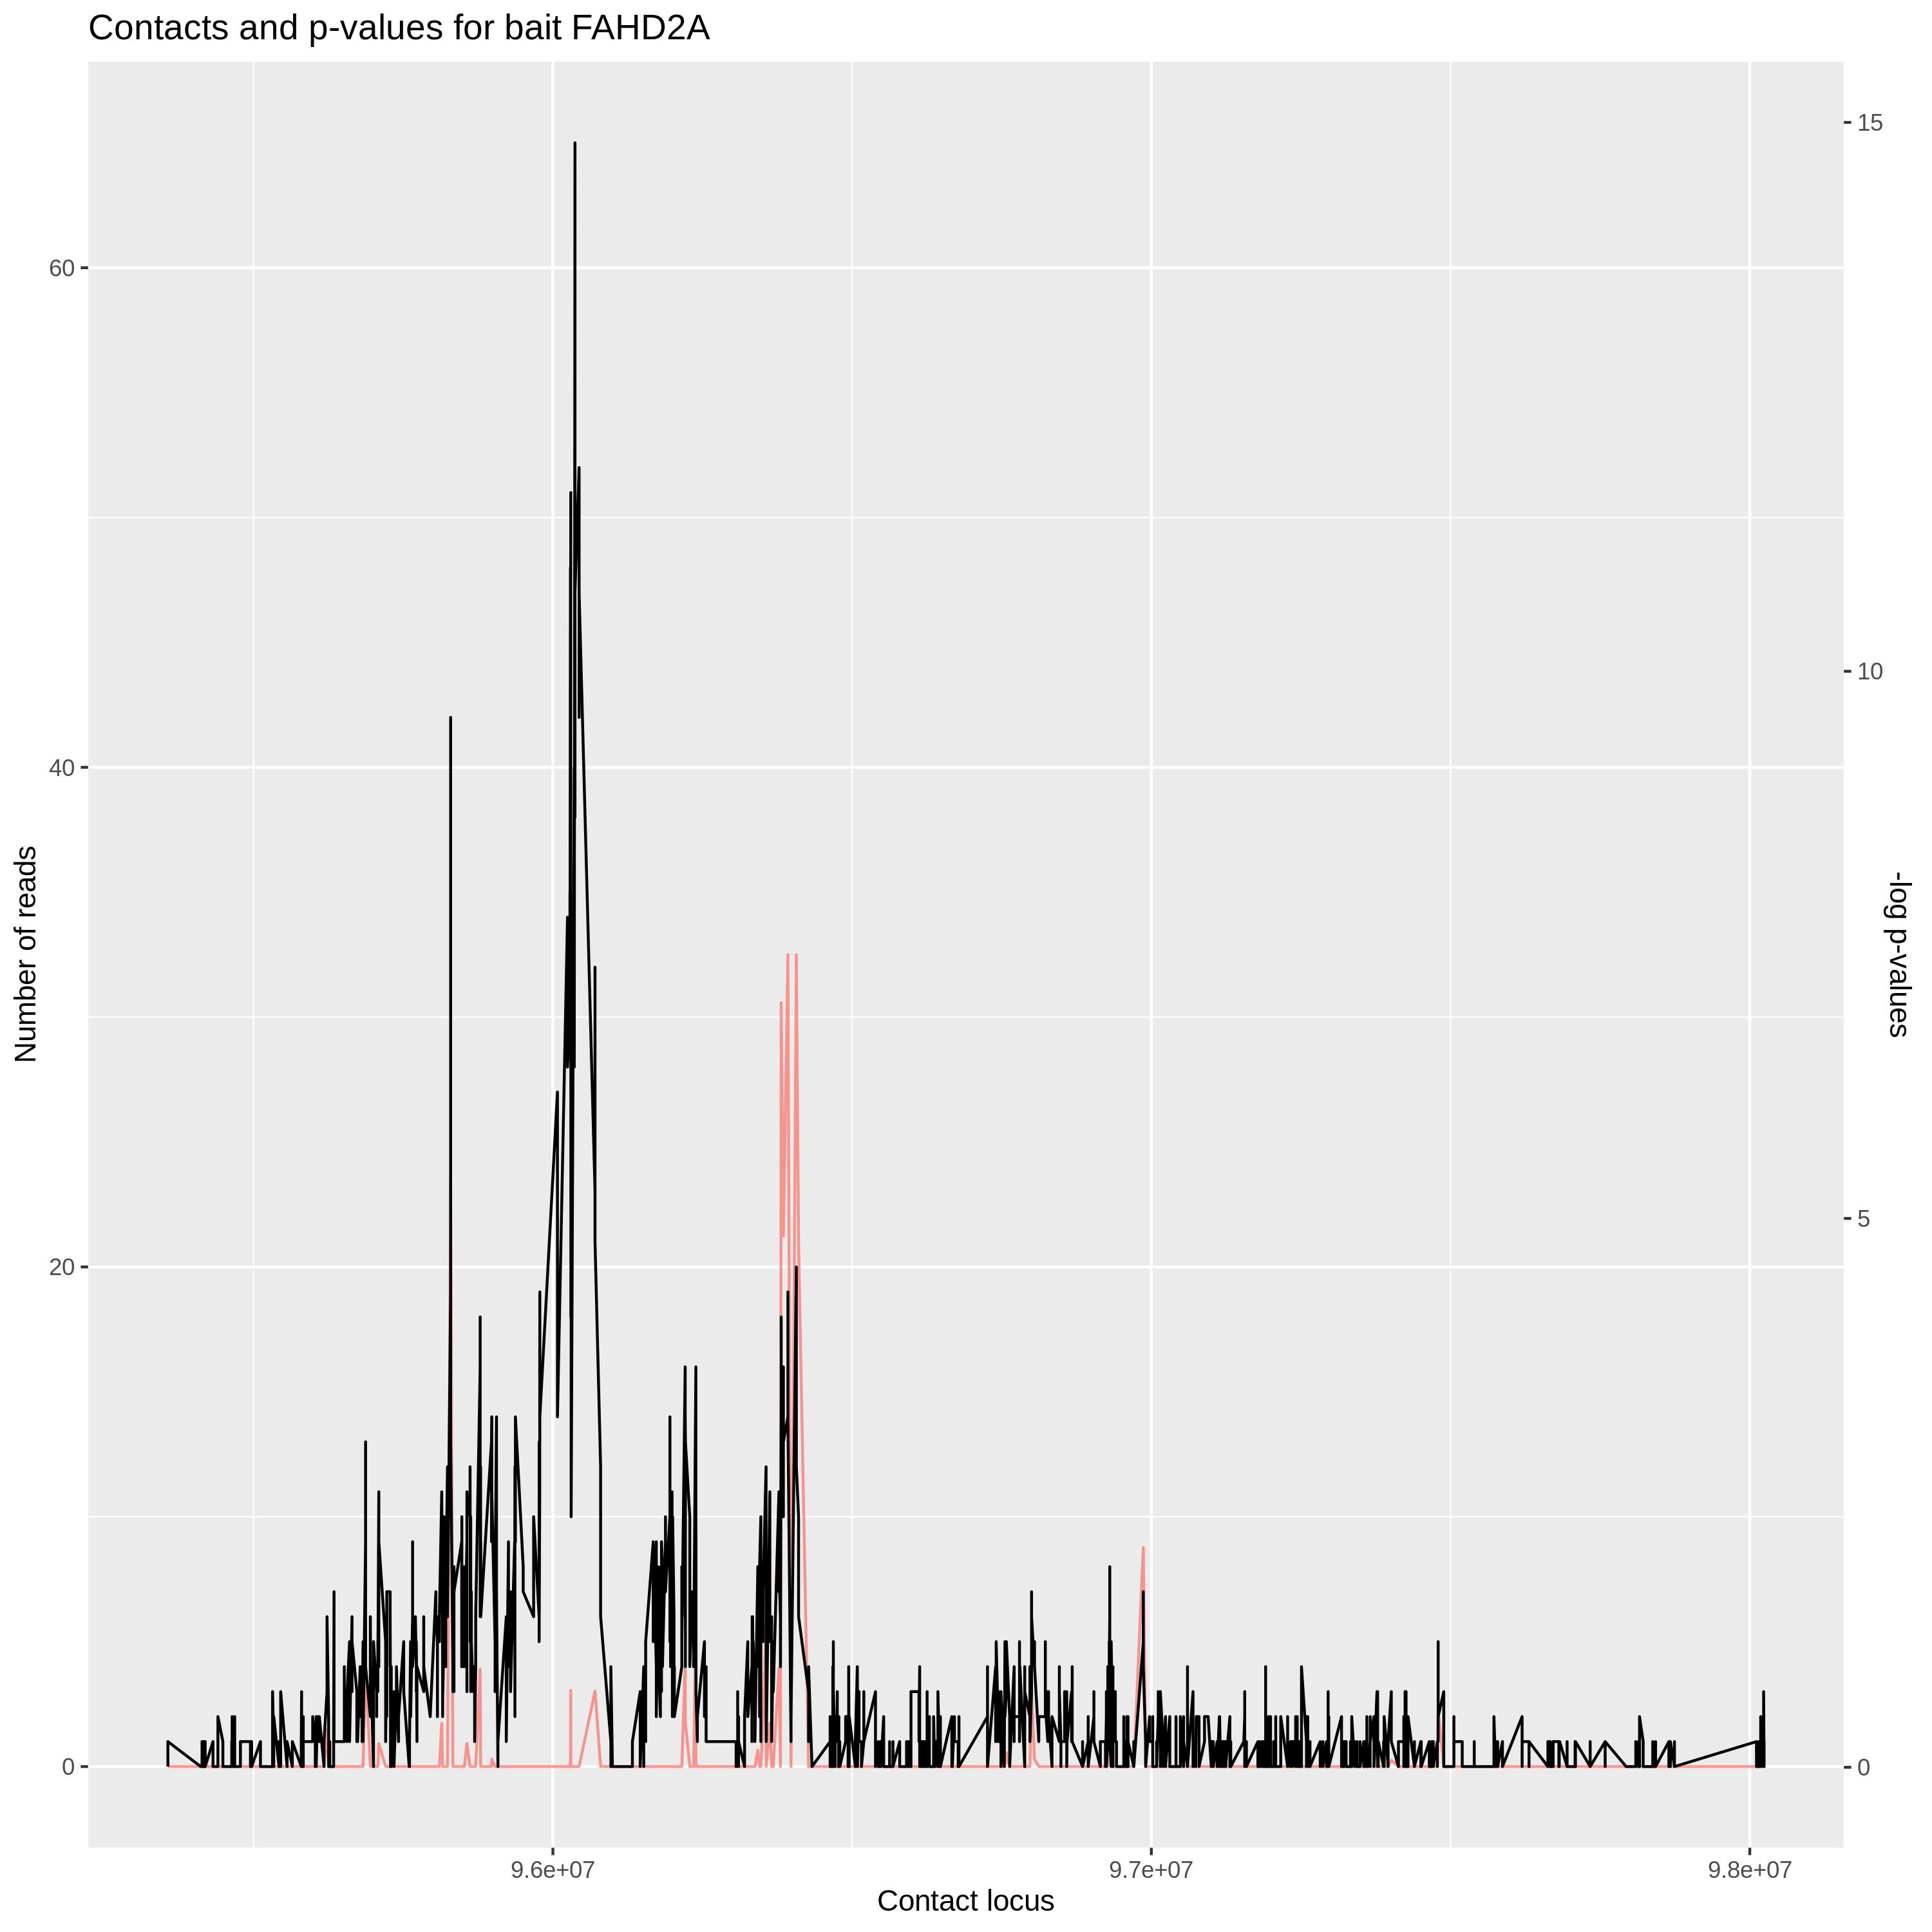 Contacts and p-values for bait FAHD2A
15
60
10
40
Number of reads
-log p-values
5
20
0
0
9.6e+07
9.7e+07
9.8e+07
Contact locus